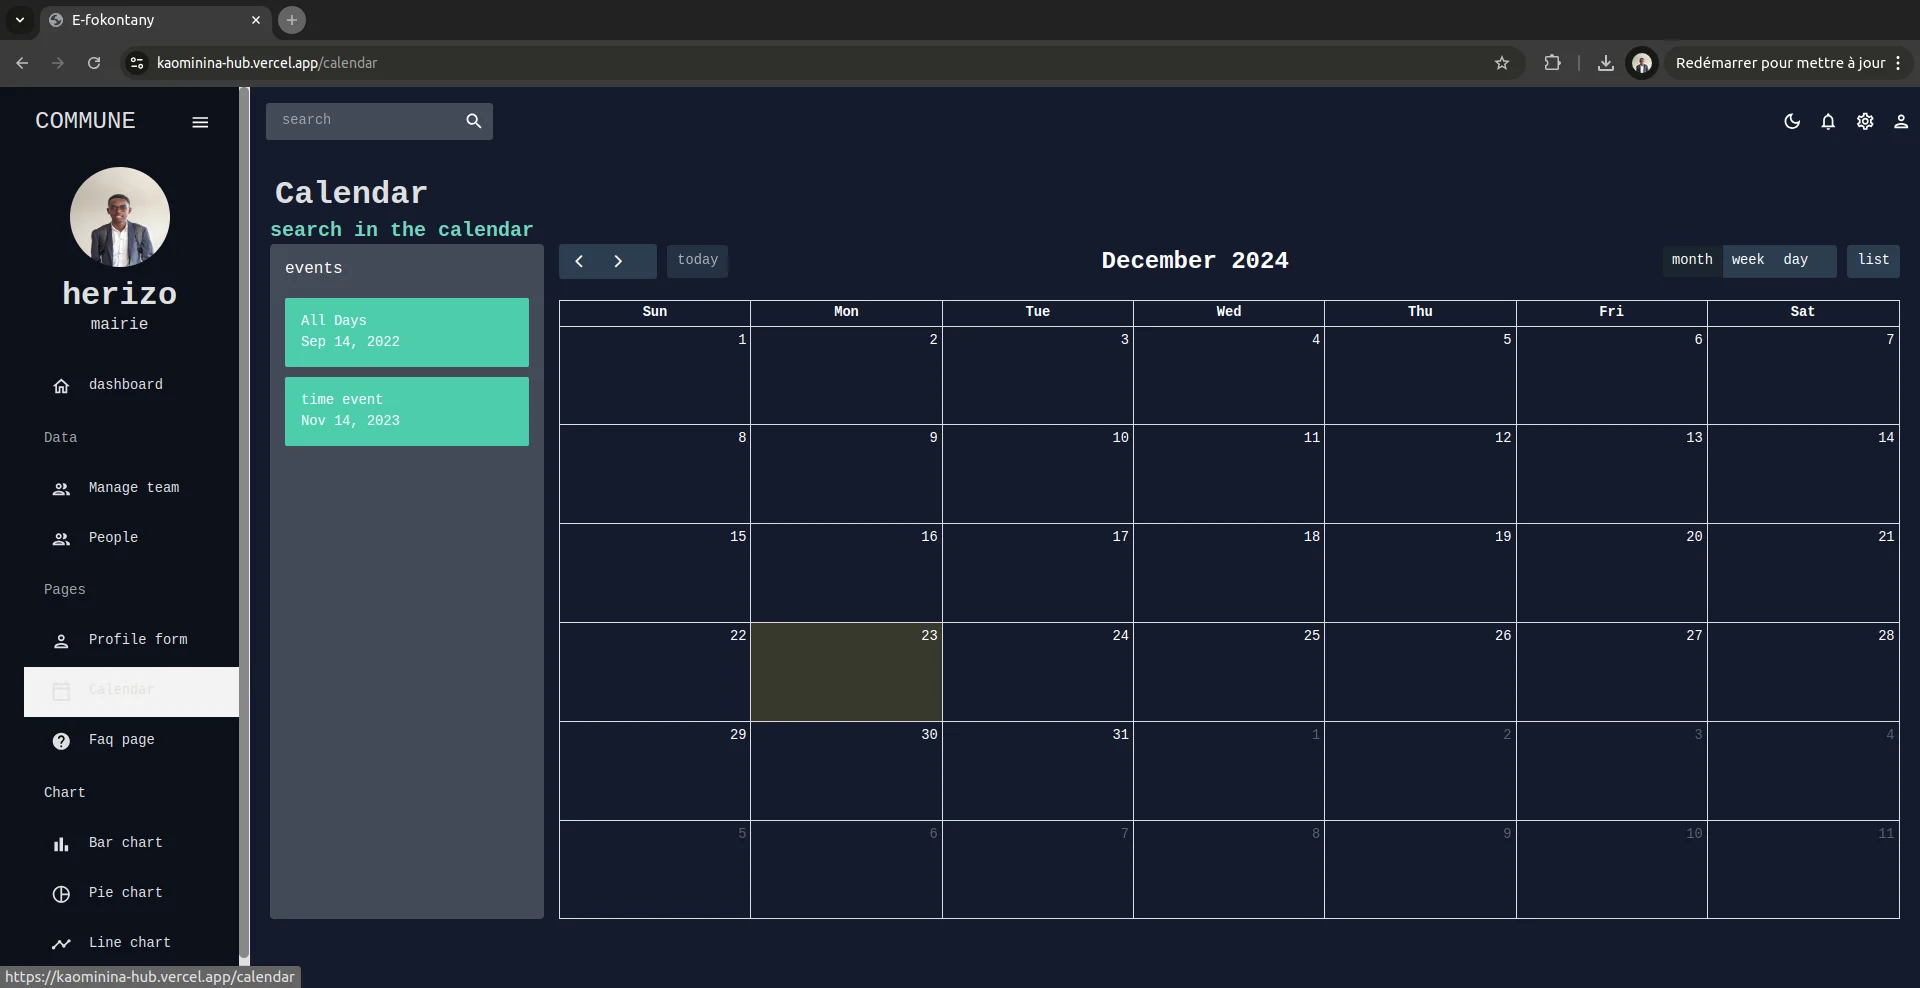 E-fokontany
kaominina-hub.vercel.app/calendar
Redémarrer pour mettre à jour
COMMUNE
search
herizo
mairie
dashboard
Data
Manage team
People
Pages
Profile form
Calendar
Faq page
Chart
Bar chart
Pie chart
Line chart
https://kaominina-hub.vercel.app/calendar
Calendar
search in the calendar
events
All Days
Sep 14, 2022
time event
Nov 14, 2023
today
December 2024
month week day list
Sun Mon Tue Wed Thu Fri Sat
1 2 3 4 5 6 7
8 9 10 11 12 13 14
15 16 17 18 19 20 21
22 23 24 25 26 27 28
29 30 31 1 2 3 4
5 6 7 8 9 10 11